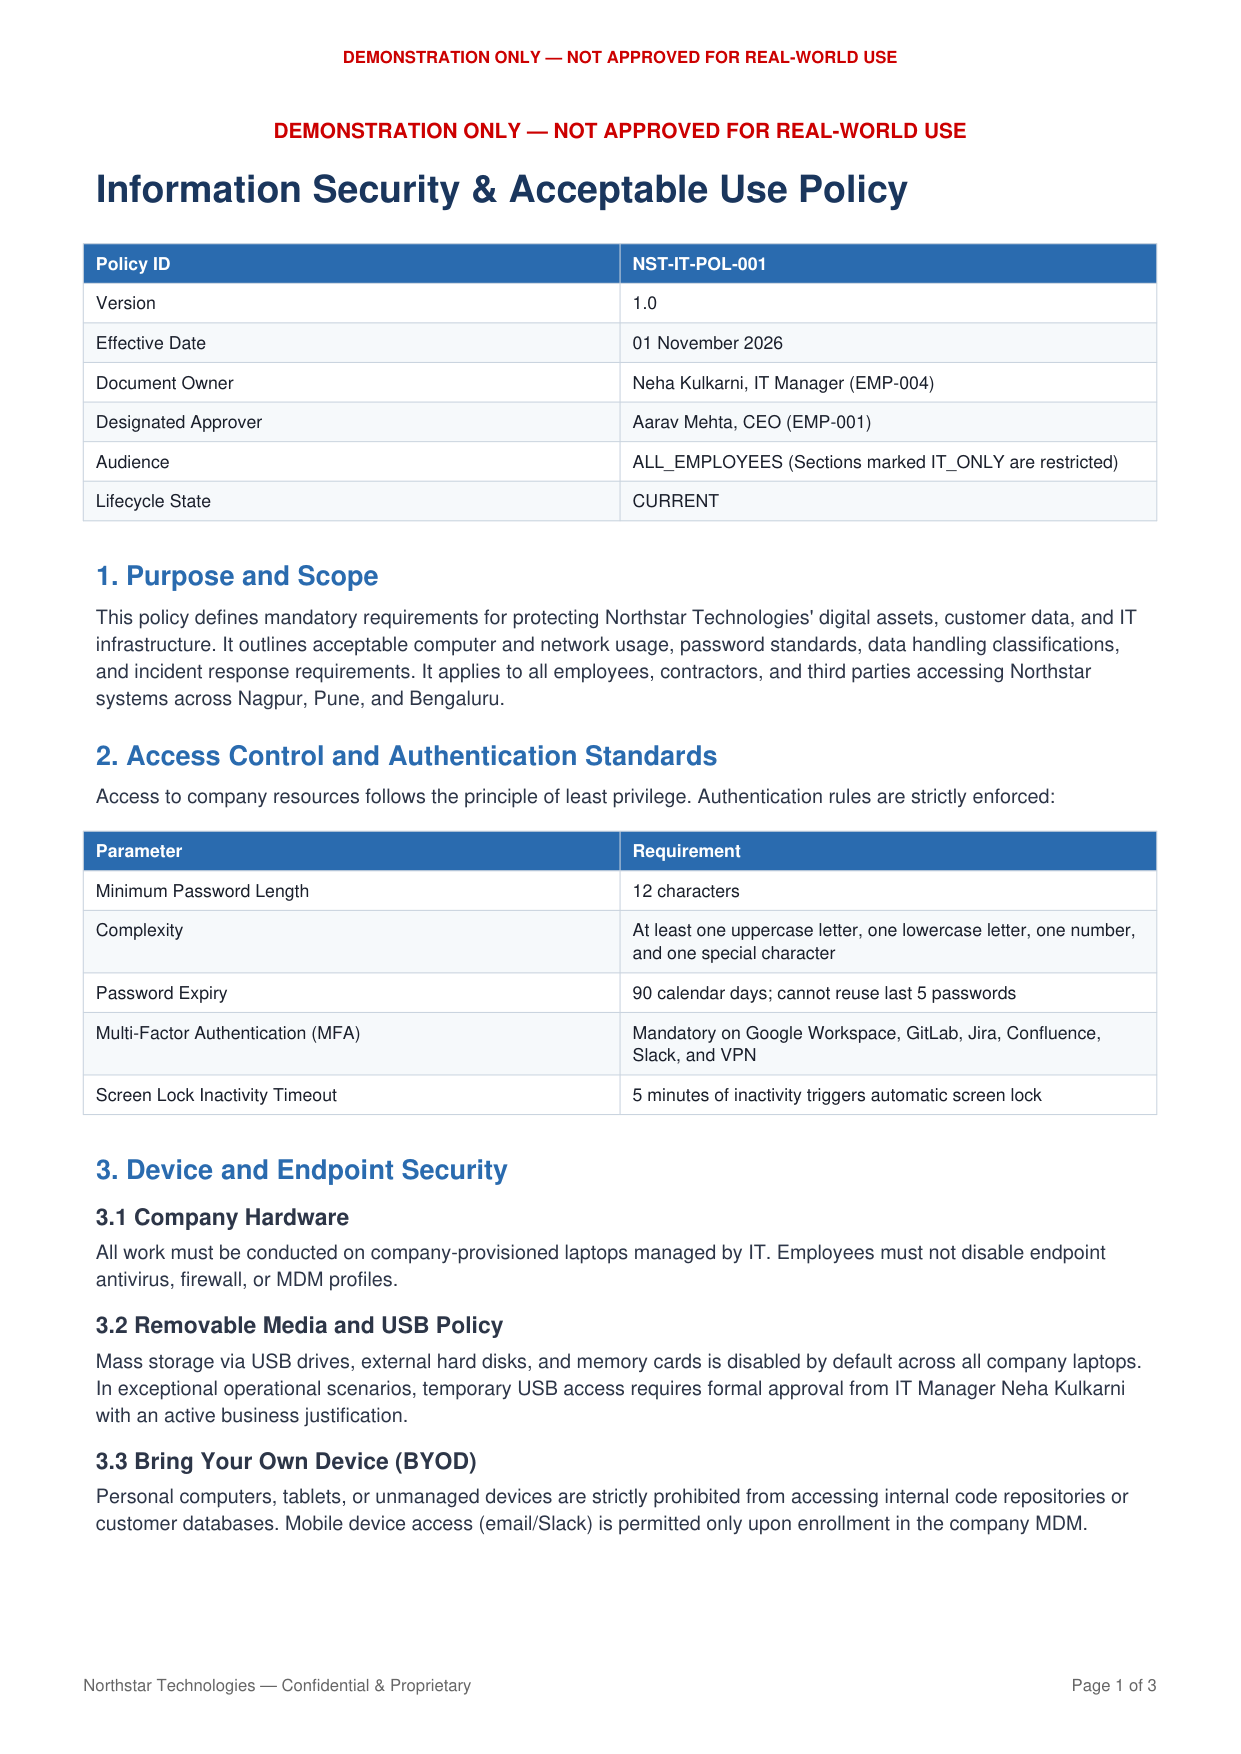 DEMONSTRATION ONLY — NOT APPROVED FOR REAL-WORLD USE
DEMONSTRATION ONLY — NOT APPROVED FOR REAL-WORLD USE
Information Security & Acceptable Use Policy
Policy ID NST-IT-POL-001
Version 1.0
Effective Date 01 November 2026
Document Owner Neha Kulkarni, IT Manager (EMP-004)
Designated Approver Aarav Mehta, CEO (EMP-001)
Audience ALL_EMPLOYEES (Sections marked IT_ONLY are restricted)
Lifecycle State CURRENT
1. Purpose and Scope
This policy defines mandatory requirements for protecting Northstar Technologies' digital assets, customer data, and IT
infrastructure. It outlines acceptable computer and network usage, password standards, data handling classifications,
and incident response requirements. It applies to all employees, contractors, and third parties accessing Northstar
systems across Nagpur, Pune, and Bengaluru.
2. Access Control and Authentication Standards
Access to company resources follows the principle of least privilege. Authentication rules are strictly enforced:
Parameter Requirement
Minimum Password Length 12 characters
Complexity At least one uppercase letter, one lowercase letter, one number,
and one special character
Password Expiry 90 calendar days; cannot reuse last 5 passwords
Multi-Factor Authentication (MFA) Mandatory on Google Workspace, GitLab, Jira, Confluence,
Slack, and VPN
Screen Lock Inactivity Timeout 5 minutes of inactivity triggers automatic screen lock
3. Device and Endpoint Security
3.1 Company Hardware
All work must be conducted on company-provisioned laptops managed by IT. Employees must not disable endpoint
antivirus, firewall, or MDM profiles.
3.2 Removable Media and USB Policy
Mass storage via USB drives, external hard disks, and memory cards is disabled by default across all company laptops.
In exceptional operational scenarios, temporary USB access requires formal approval from IT Manager Neha Kulkarni
with an active business justification.
3.3 Bring Your Own Device (BYOD)
Personal computers, tablets, or unmanaged devices are strictly prohibited from accessing internal code repositories or
customer databases. Mobile device access (email/Slack) is permitted only upon enrollment in the company MDM.
Northstar Technologies — Confidential & Proprietary Page 1 of 3